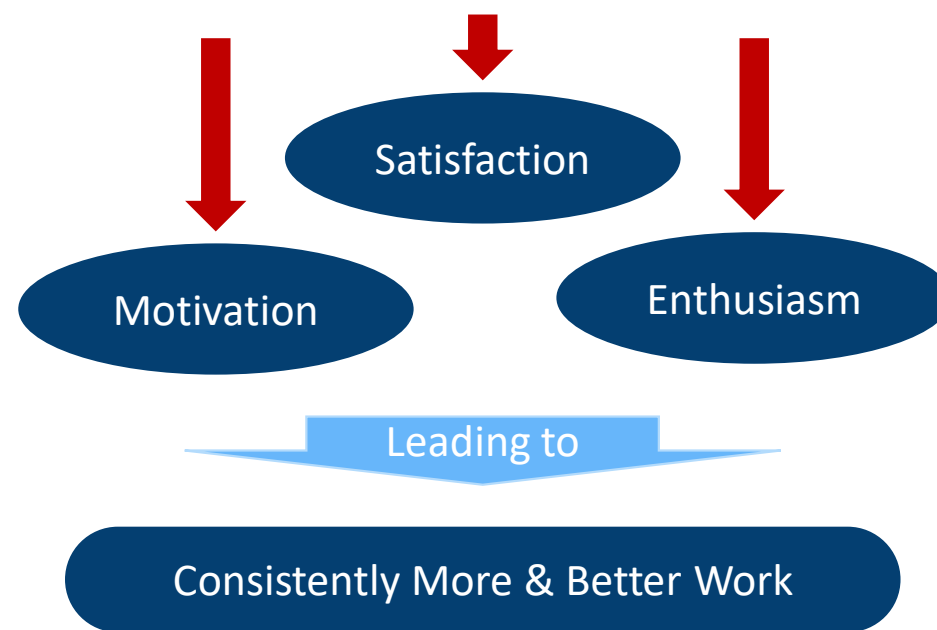 Satisfaction
Motivation
Enthusiasm
Leading to
Consistently More & Better Work